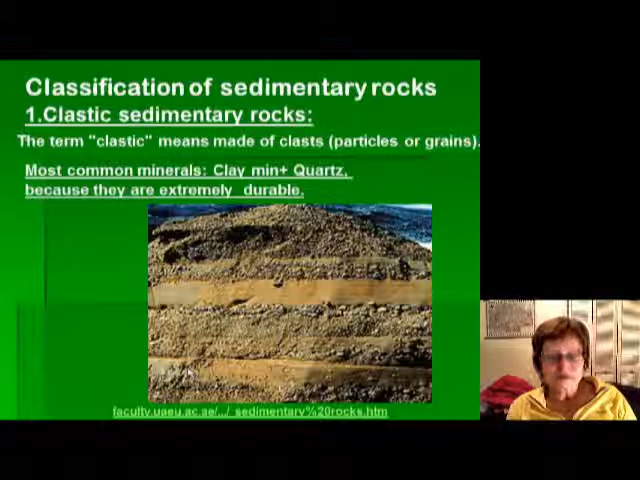 Classification of sedimentary rocks
1.Clastic sedimentary rocks:
The term "clastic" means made of clasts (particles or grains).
Most common minerals: Clay min+ Quartz,
because they are extremely durable.
faculty.uaeu.ac.ae/../_sedimentary%20rocks.htm